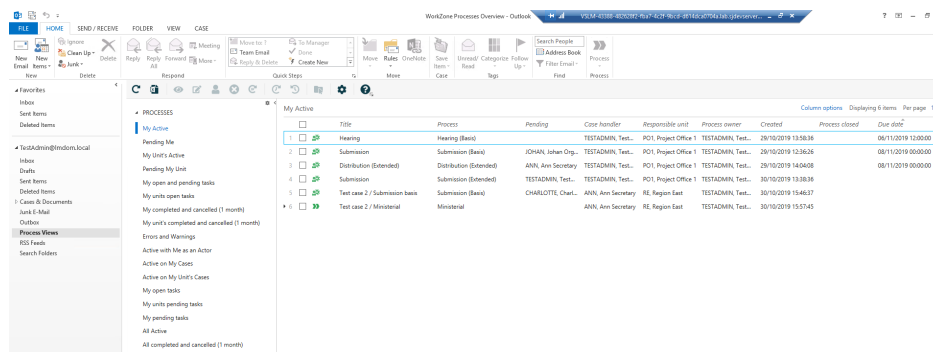 WorkZone Processes Overview - Outlook
VSLM-40388-482628f2-fba7-4c2f-9bcd-d614dca0704a.lab.cjdevserver...
FILE HOME SEND / RECEIVE FOLDER VIEW CASE
New Email
New Items
Ignore
Clean Up
Junk
Delete
Reply
Reply All
Forward
Meeting
More
Move to: ?
Team Email
Reply & Delete
To Manager
Done
Create New
Move
Rules
OneNote
Save Item
Unread/ Read
Categorize
Follow Up
Search People
Address Book
Filter Email
Process
New Delete Respond Quick Steps Move Case Tags Find Process
Favorites
Inbox
Sent Items
Deleted Items
TestAdmin@lmdom.local
Inbox
Drafts
Sent Items
Deleted Items
Cases & Documents
Junk E-Mail
Outbox
Process Views
RSS Feeds
Search Folders
PROCESSES
My Active
Pending Me
My Unit's Active
Pending My Unit
My open and pending tasks
My units open tasks
My completed and cancelled (1 month)
My unit's completed and cancelled (1 month)
Errors and Warnings
Active with Me as an Actor
Active on My Cases
Active on My Unit's Cases
My open tasks
My units pending tasks
My pending tasks
All Active
All completed and cancelled (1 month)
My Active Column options Displaying 6 items Per page 1
Title Process Pending Case handler Responsible unit Process owner Created Process closed Due date
1 Hearing Hearing (Basis) TESTADMIN, Test... PO1, Project Office 1 TESTADMIN, Test... 29/10/2019 13:58:36 06/11/2019 12:00:00
2 Submission Submission (Basis) JOHAN, Johan Org... TESTADMIN, Test... PO1, Project Office 1 TESTADMIN, Test... 29/10/2019 12:36:26 08/11/2019 00:00:00
3 Distribution (Extended) Distribution (Extended) ANN, Ann Secretary TESTADMIN, Test... PO1, Project Office 1 TESTADMIN, Test... 29/10/2019 14:04:08 08/11/2019 00:00:00
4 Submission Submission (Extended) TESTADMIN, Test... TESTADMIN, Test... PO1, Project Office 1 TESTADMIN, Test... 30/10/2019 13:38:36
5 Test case 2 / Submission basis Submission (Basis) CHARLOTTE, Charl... ANN, Ann Secretary RE, Region East TESTADMIN, Test... 30/10/2019 15:46:37
6 Test case 2 / Ministerial Ministerial ANN, Ann Secretary RE, Region East TESTADMIN, Test... 30/10/2019 15:57:45